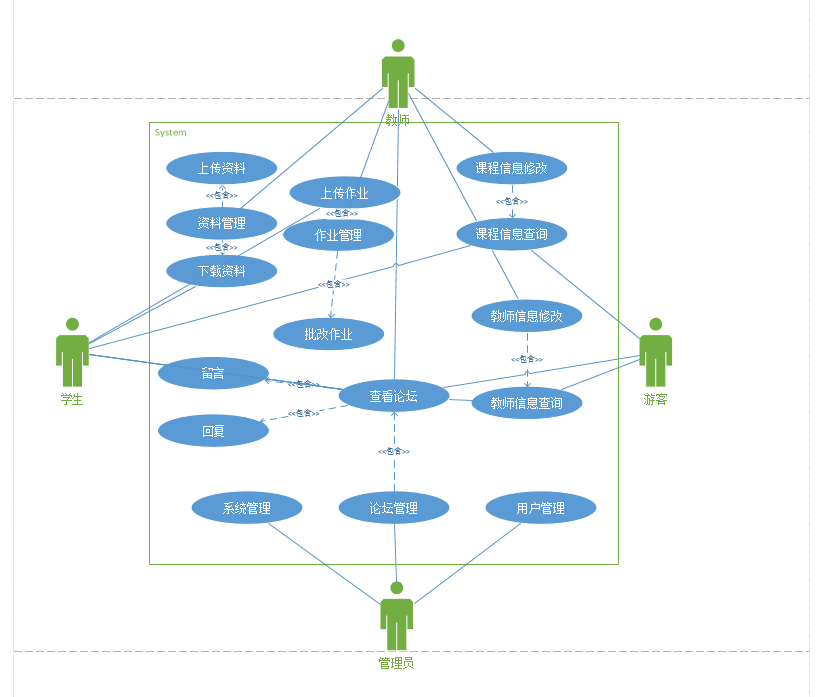 教师
System
上传资料
<<包含>>
资料管理
<<包含>>
下载资料
上传作业
<<包含>>
作业管理
<<包含>>
批改作业
课程信息修改
<<包含>>
课程信息查询
教师信息修改
<<包含>>
教师信息查询
学生
游客
留言
<<包含>>
查看论坛
<<包含>>
回复
<<包含>>
系统管理
论坛管理
用户管理
管理员